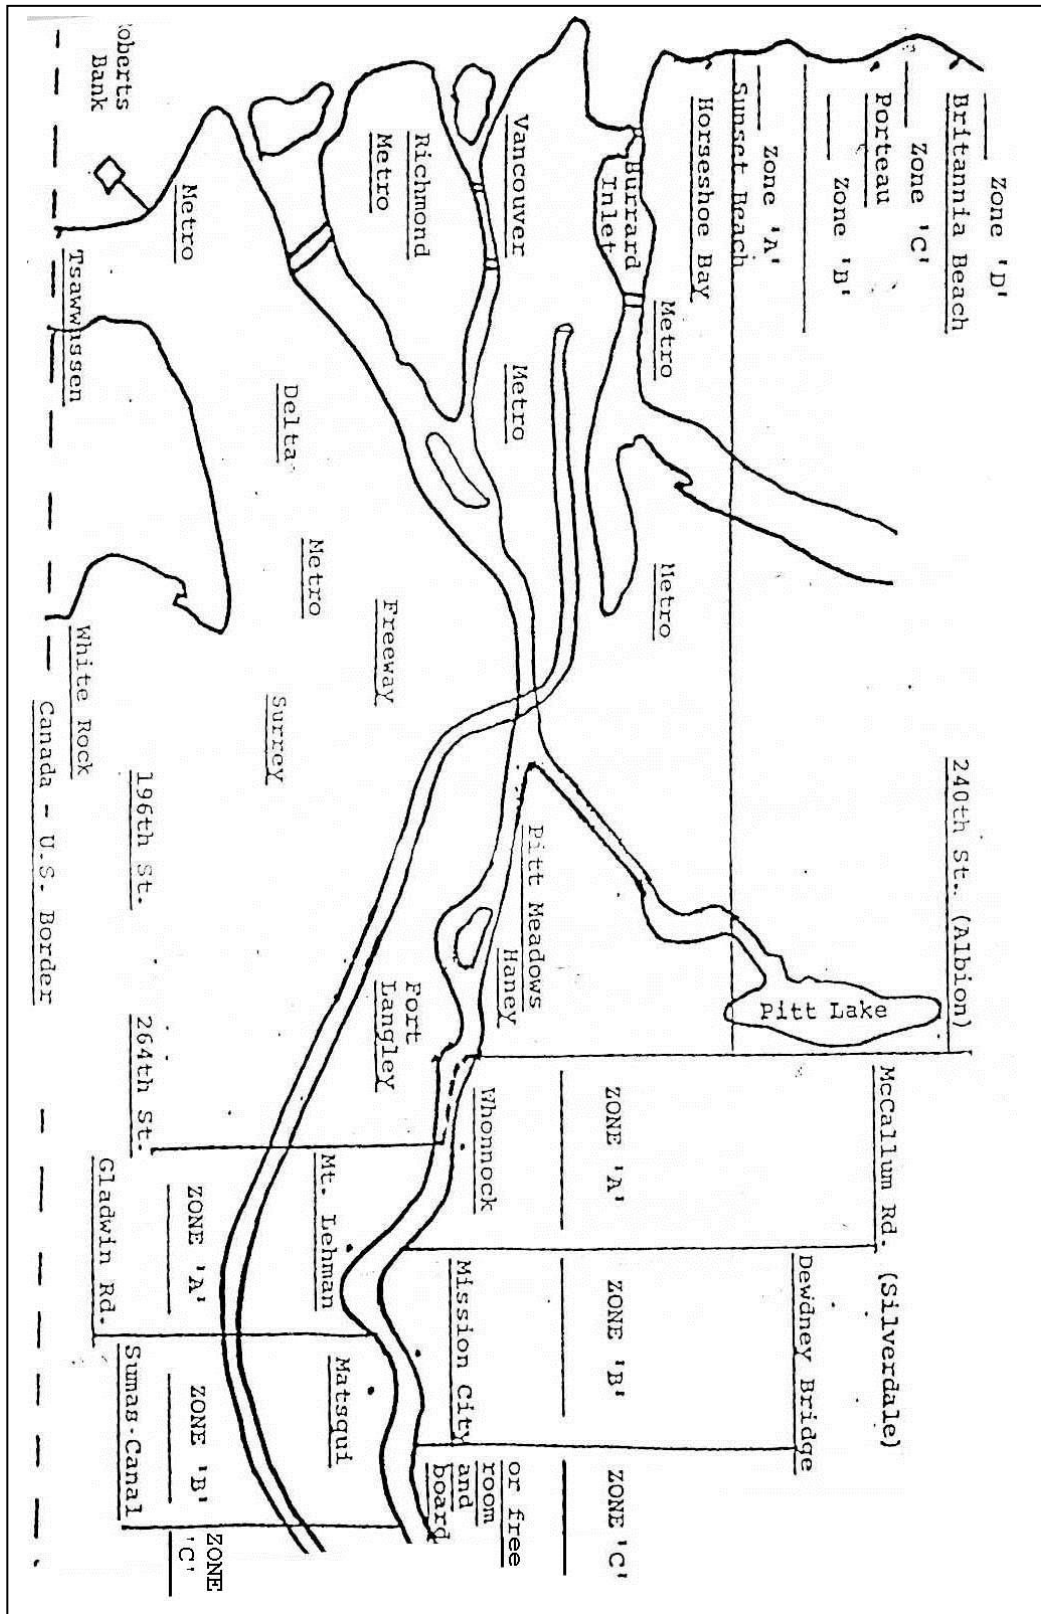 Zone 'D'
Britannia Beach
Zone 'C'
Porteau
Zone 'B'
Zone 'A'
Sunset Beach
Horseshoe Bay
240th St. (Albion)
McCallum Rd. (Silverdale)
Dewdney Bridge
Pitt Lake
ZONE 'A'
ZONE 'B'
ZONE 'C'
Burrard
Inlet
Metro
Metro
Vancouver
Metro
Pitt Meadows
Haney
Whonnock
Mission City
or free
room
and
board
Richmond
Metro
Freeway
Fort
Langley
Mt. Lehman
Matsqui
Delta
Metro
Surrey
Metro
ZONE 'A'
ZONE 'B'
ZONE
'C'
196th St.
264th St.
Gladwin Rd.
Sumas Canal
oberts
Bank
Tsawwassen
White Rock
Canada - U.S. Border